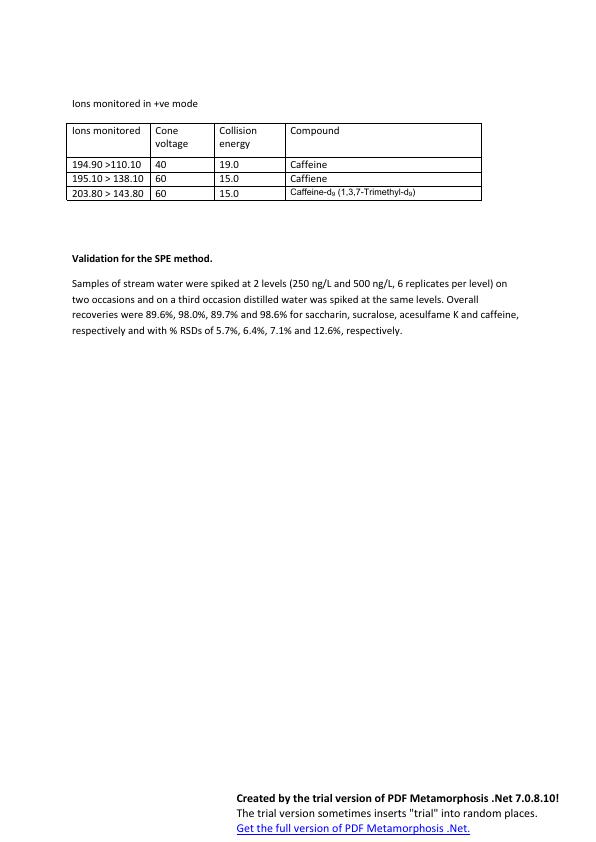 Ions monitored in +ve mode
Ions monitored Cone voltage Collision energy Compound
194.90 >110.10 40 19.0 Caffeine
195.10 > 138.10 60 15.0 Caffiene
203.80 > 143.80 60 15.0 Caffeine-d₉ (1,3,7-Trimethyl-d₉)
Validation for the SPE method.
Samples of stream water were spiked at 2 levels (250 ng/L and 500 ng/L, 6 replicates per level) on
two occasions and on a third occasion distilled water was spiked at the same levels. Overall
recoveries were 89.6%, 98.0%, 89.7% and 98.6% for saccharin, sucralose, acesulfame K and caffeine,
respectively and with % RSDs of 5.7%, 6.4%, 7.1% and 12.6%, respectively.
Created by the trial version of PDF Metamorphosis .Net 7.0.8.10!
The trial version sometimes inserts "trial" into random places.
Get the full version of PDF Metamorphosis .Net.